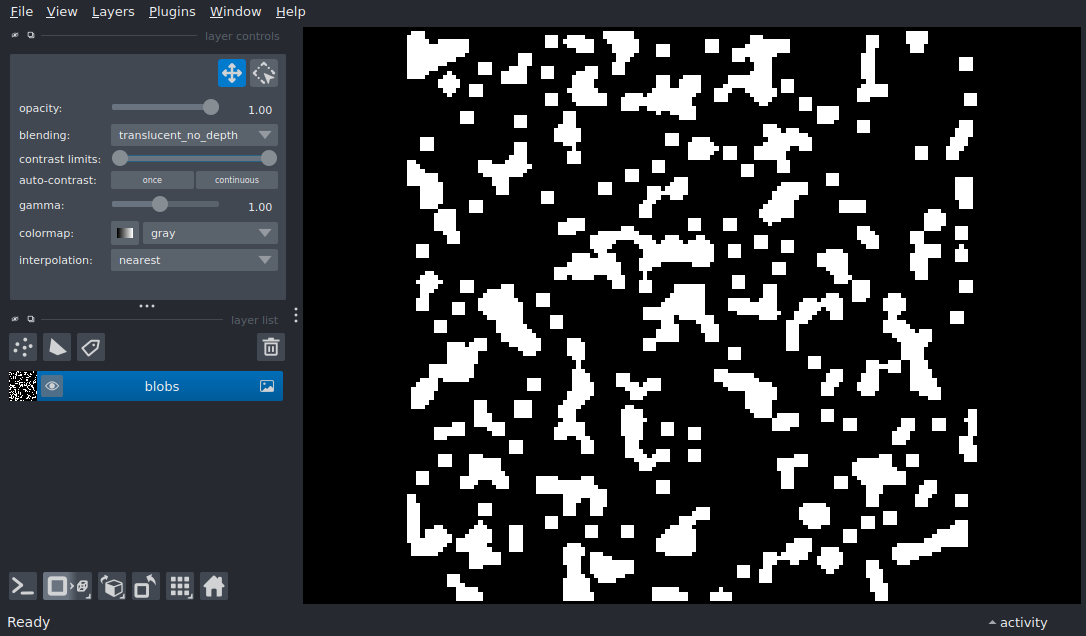 File View Layers Plugins Window Help
layer controls
opacity: 1.00
blending: translucent_no_depth
contrast limits:
auto-contrast: once continuous
gamma: 1.00
colormap: gray
interpolation: nearest
layer list
blobs
Ready activity